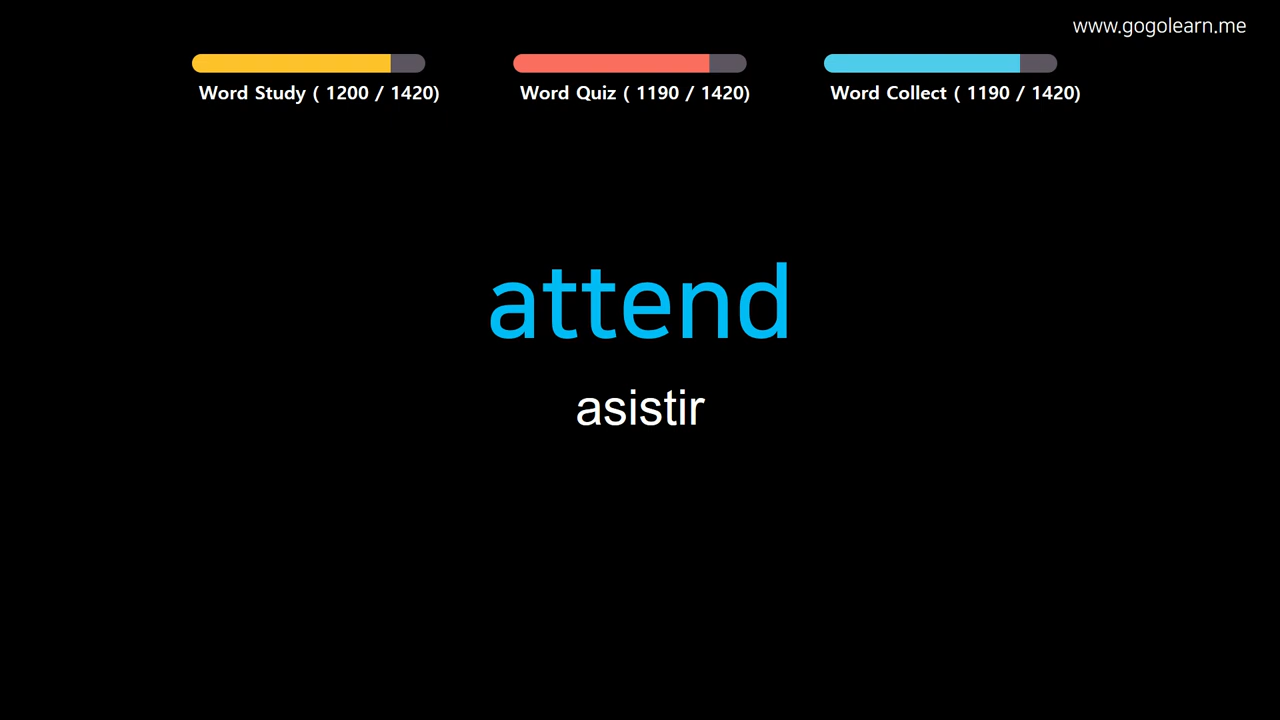 www.gogolearn.me
Word Study ( 1200 / 1420)
Word Quiz ( 1190 / 1420)
Word Collect ( 1190 / 1420)
attend
asistir